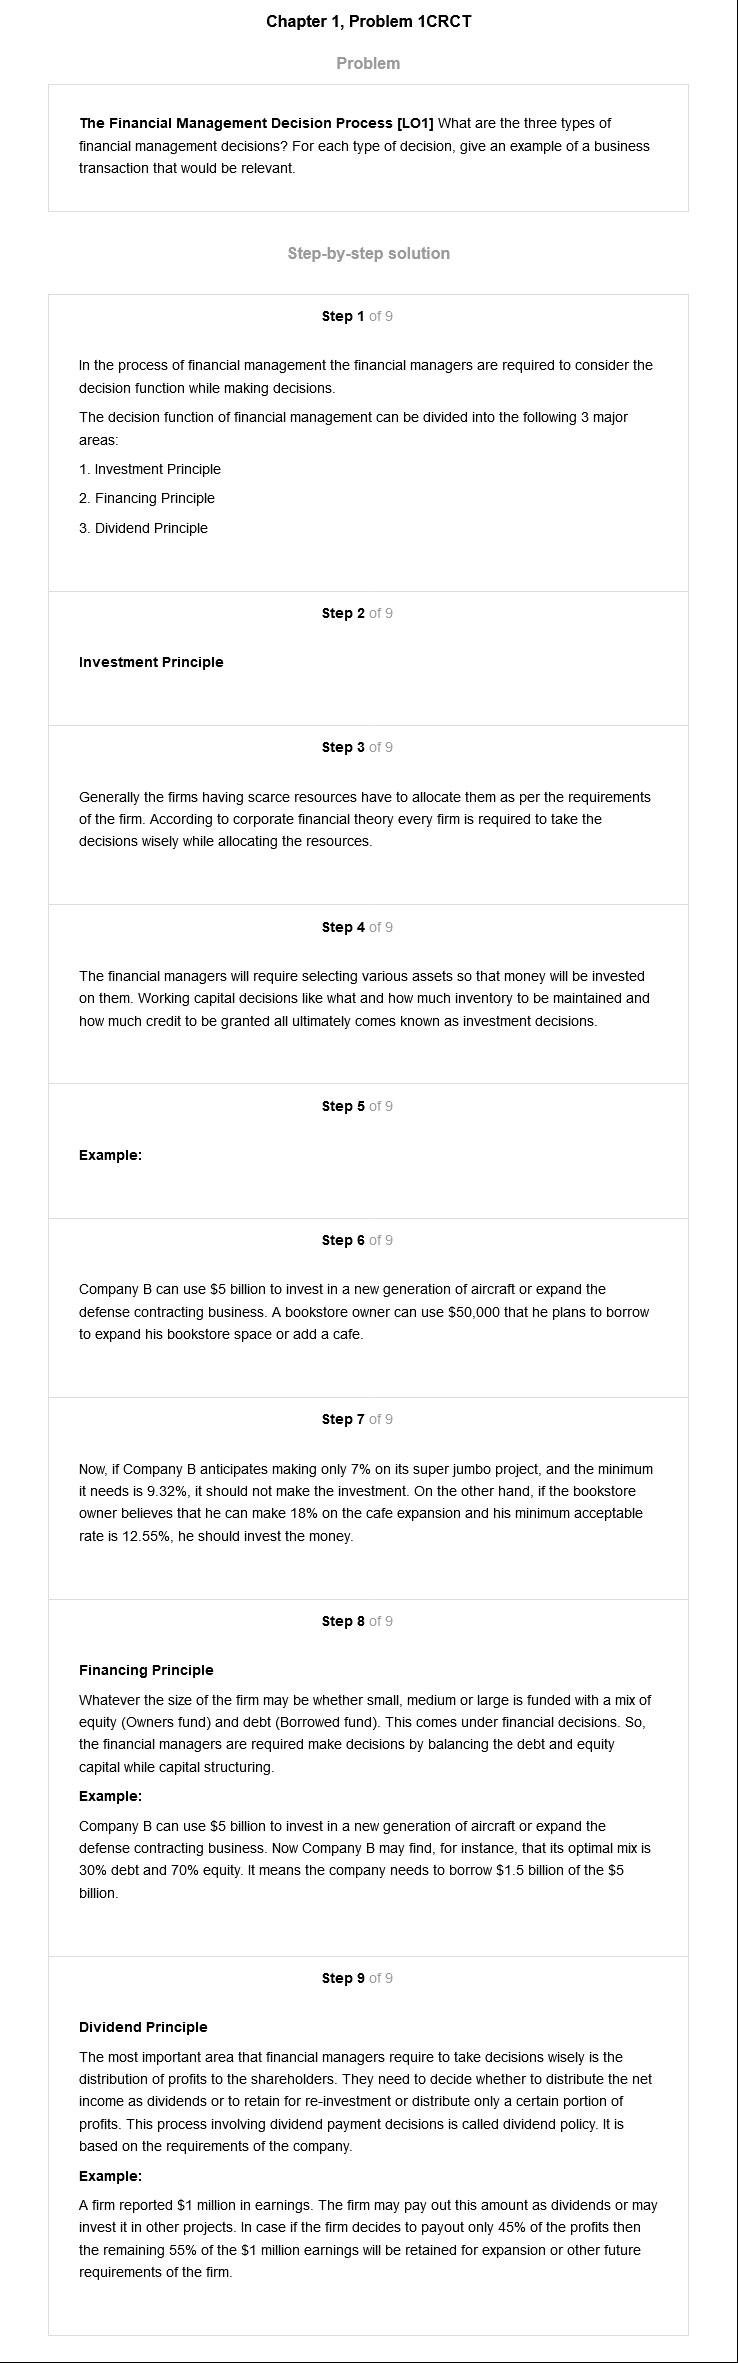 Chapter 1, Problem 1CRCT
Problem
The Financial Management Decision Process [LO1] What are the three types of
financial management decisions? For each type of decision, give an example of a business
transaction that would be relevant.
Step-by-step solution
Step 1 of 9
In the process of financial management the financial managers are required to consider the
decision function while making decisions.
The decision function of financial management can be divided into the following 3 major
areas:
1. Investment Principle
2. Financing Principle
3. Dividend Principle
Step 2 of 9
Investment Principle
Step 3 of 9
Generally the firms having scarce resources have to allocate them as per the requirements
of the firm. According to corporate financial theory every firm is required to take the
decisions wisely while allocating the resources.
Step 4 of 9
The financial managers will require selecting various assets so that money will be invested
on them. Working capital decisions like what and how much inventory to be maintained and
how much credit to be granted all ultimately comes known as investment decisions.
Step 5 of 9
Example:
Step 6 of 9
Company B can use $5 billion to invest in a new generation of aircraft or expand the
defense contracting business. A bookstore owner can use $50,000 that he plans to borrow
to expand his bookstore space or add a cafe.
Step 7 of 9
Now, if Company B anticipates making only 7% on its super jumbo project, and the minimum
it needs is 9.32%, it should not make the investment. On the other hand, if the bookstore
owner believes that he can make 18% on the cafe expansion and his minimum acceptable
rate is 12.55%, he should invest the money.
Step 8 of 9
Financing Principle
Whatever the size of the firm may be whether small, medium or large is funded with a mix of
equity (Owners fund) and debt (Borrowed fund). This comes under financial decisions. So,
the financial managers are required make decisions by balancing the debt and equity
capital while capital structuring.
Example:
Company B can use $5 billion to invest in a new generation of aircraft or expand the
defense contracting business. Now Company B may find, for instance, that its optimal mix is
30% debt and 70% equity. It means the company needs to borrow $1.5 billion of the $5
billion.
Step 9 of 9
Dividend Principle
The most important area that financial managers require to take decisions wisely is the
distribution of profits to the shareholders. They need to decide whether to distribute the net
income as dividends or to retain for re-investment or distribute only a certain portion of
profits. This process involving dividend payment decisions is called dividend policy. It is
based on the requirements of the company.
Example:
A firm reported $1 million in earnings. The firm may pay out this amount as dividends or may
invest it in other projects. In case if the firm decides to payout only 45% of the profits then
the remaining 55% of the $1 million earnings will be retained for expansion or other future
requirements of the firm.